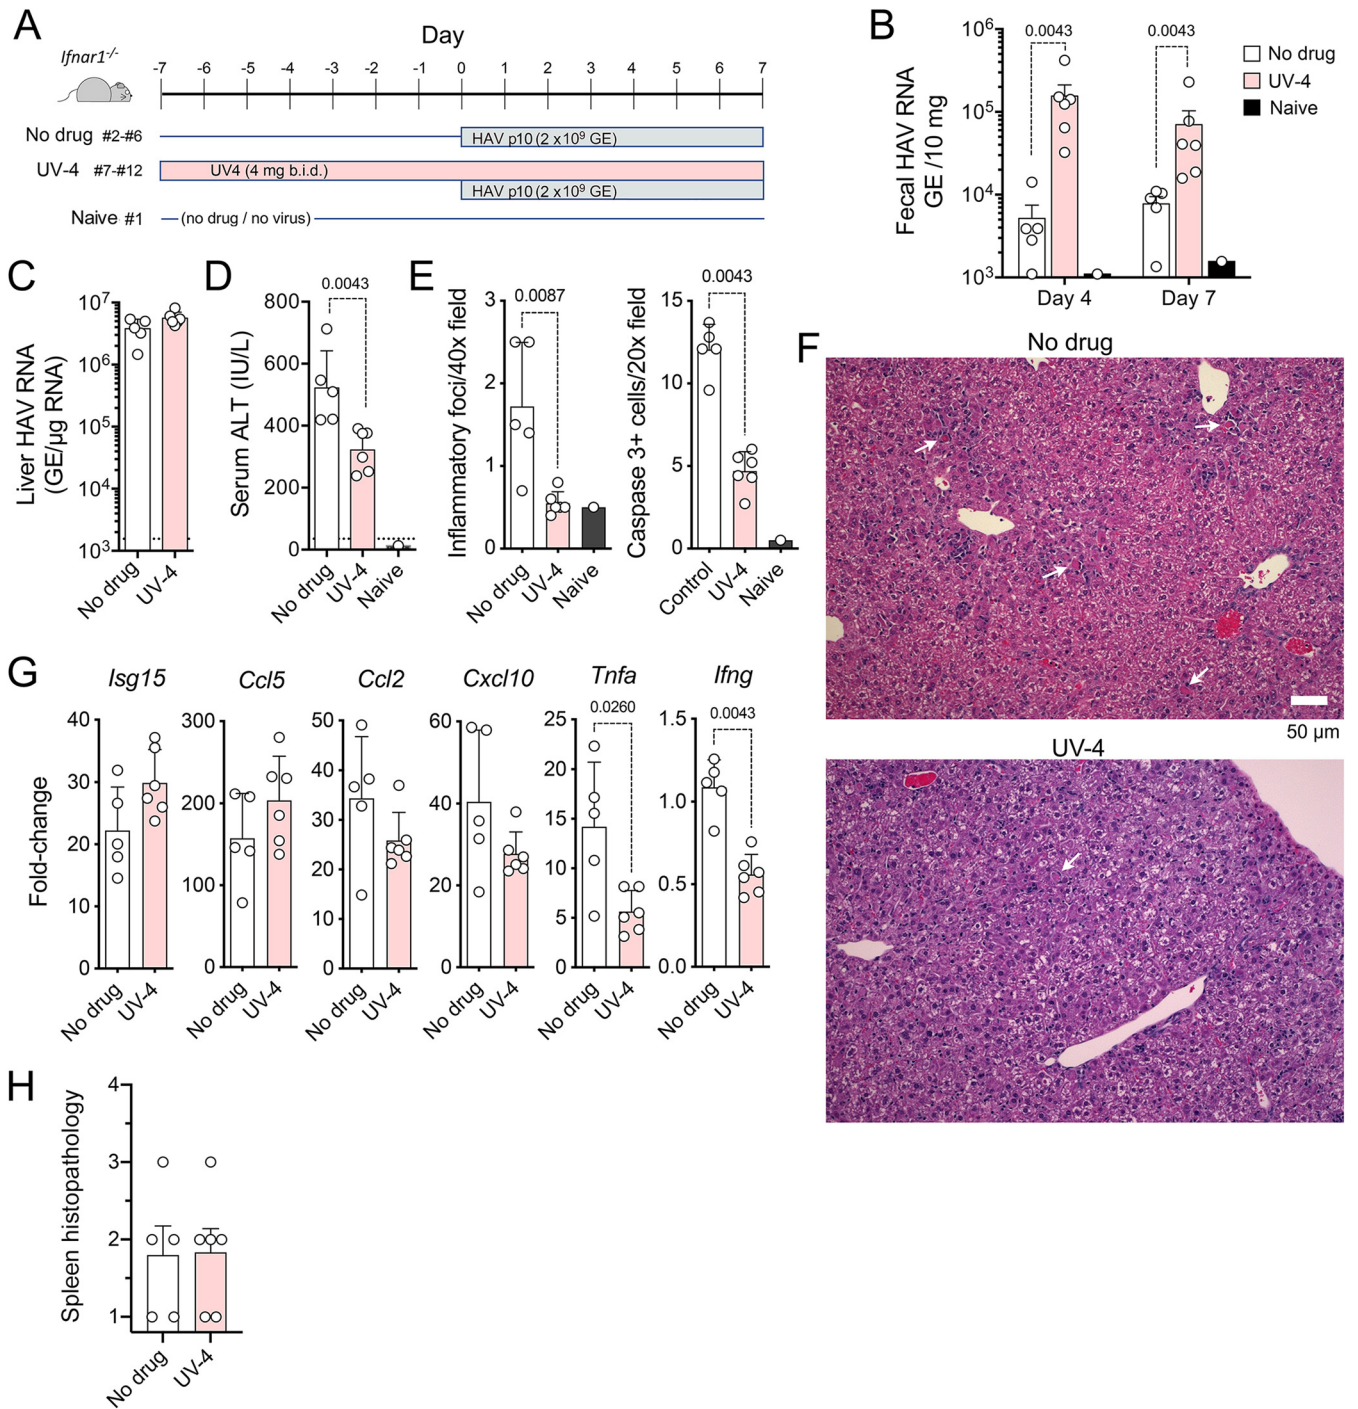 A
Day
Ifnar1-/-
-7 -6 -5 -4 -3 -2 -1 0 1 2 3 4 5 6 7
No drug #2-#6
HAV p10 (2 x10⁹ GE)
UV-4 #7-#12
UV4 (4 mg b.i.d.)
HAV p10 (2 x10⁹ GE)
Naive #1
(no drug / no virus)
B
Fecal HAV RNA
GE /10 mg
10⁶
10⁵
10⁴
10³
0.0043
0.0043
Day 4
Day 7
No drug
UV-4
Naive
C
Liver HAV RNA
(GE/µg RNA)
10⁷
10⁶
10⁵
10⁴
10³
No drug
UV-4
D
Serum ALT (IU/L)
800
600
400
200
0
0.0043
No drug
UV-4
Naive
E
Inflammatory foci/40x field
3
2
1
0
0.0087
No drug
UV-4
Naive
Caspase 3+ cells/20x field
15
10
5
0
0.0043
Control
UV-4
Naive
F
No drug
50 µm
UV-4
G
Fold-change
Isg15
40
30
20
10
0
No drug
UV-4
Ccl5
300
200
100
0
No drug
UV-4
Ccl2
50
40
30
20
10
0
No drug
UV-4
Cxcl10
60
40
20
0
No drug
UV-4
Tnfa
25
20
15
10
5
0
0.0260
No drug
UV-4
Ifng
1.5
1.0
0.5
0.0
0.0043
No drug
UV-4
H
Spleen histopathology
4
3
2
1
No drug
UV-4